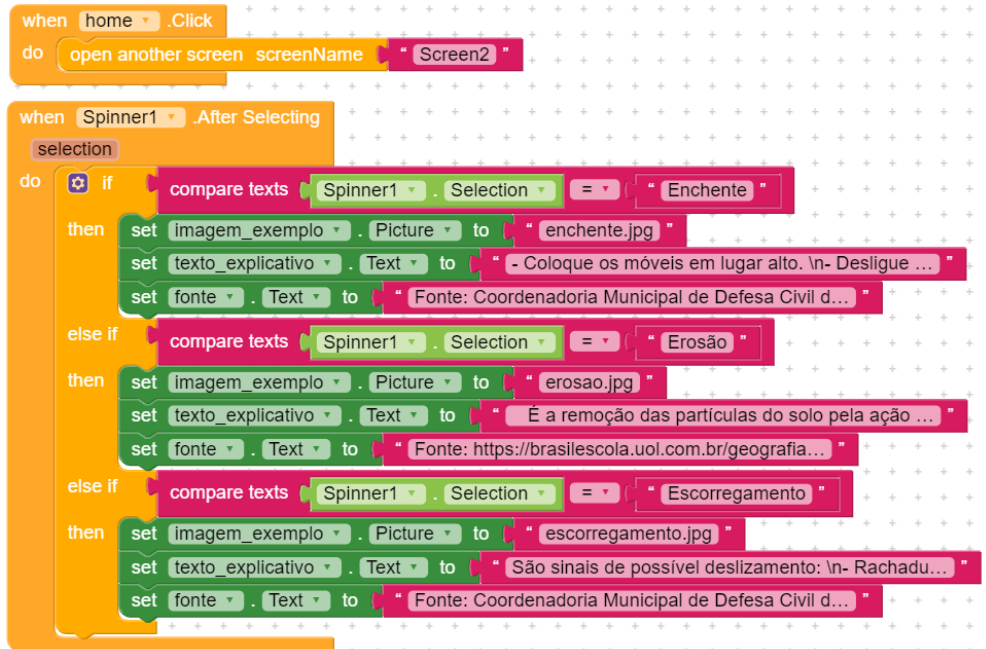 when home .Click
do open another screen screenName " Screen2 "
when Spinner1 .After Selecting
selection
do if compare texts Spinner1 . Selection = " Enchente "
then set imagem_exemplo . Picture to " enchente.jpg "
set texto_explicativo . Text to " - Coloque os móveis em lugar alto. \n- Desligue ... "
set fonte . Text to " Fonte: Coordenadoria Municipal de Defesa Civil d... "
else if compare texts Spinner1 . Selection = " Erosão "
then set imagem_exemplo . Picture to " erosao.jpg "
set texto_explicativo . Text to " É a remoção das partículas do solo pela ação ... "
set fonte . Text to " Fonte: https://brasilescola.uol.com.br/geografia... "
else if compare texts Spinner1 . Selection = " Escorregamento "
then set imagem_exemplo . Picture to " escorregamento.jpg "
set texto_explicativo . Text to " São sinais de possível deslizamento: \n- Rachadu... "
set fonte . Text to " Fonte: Coordenadoria Municipal de Defesa Civil d... "